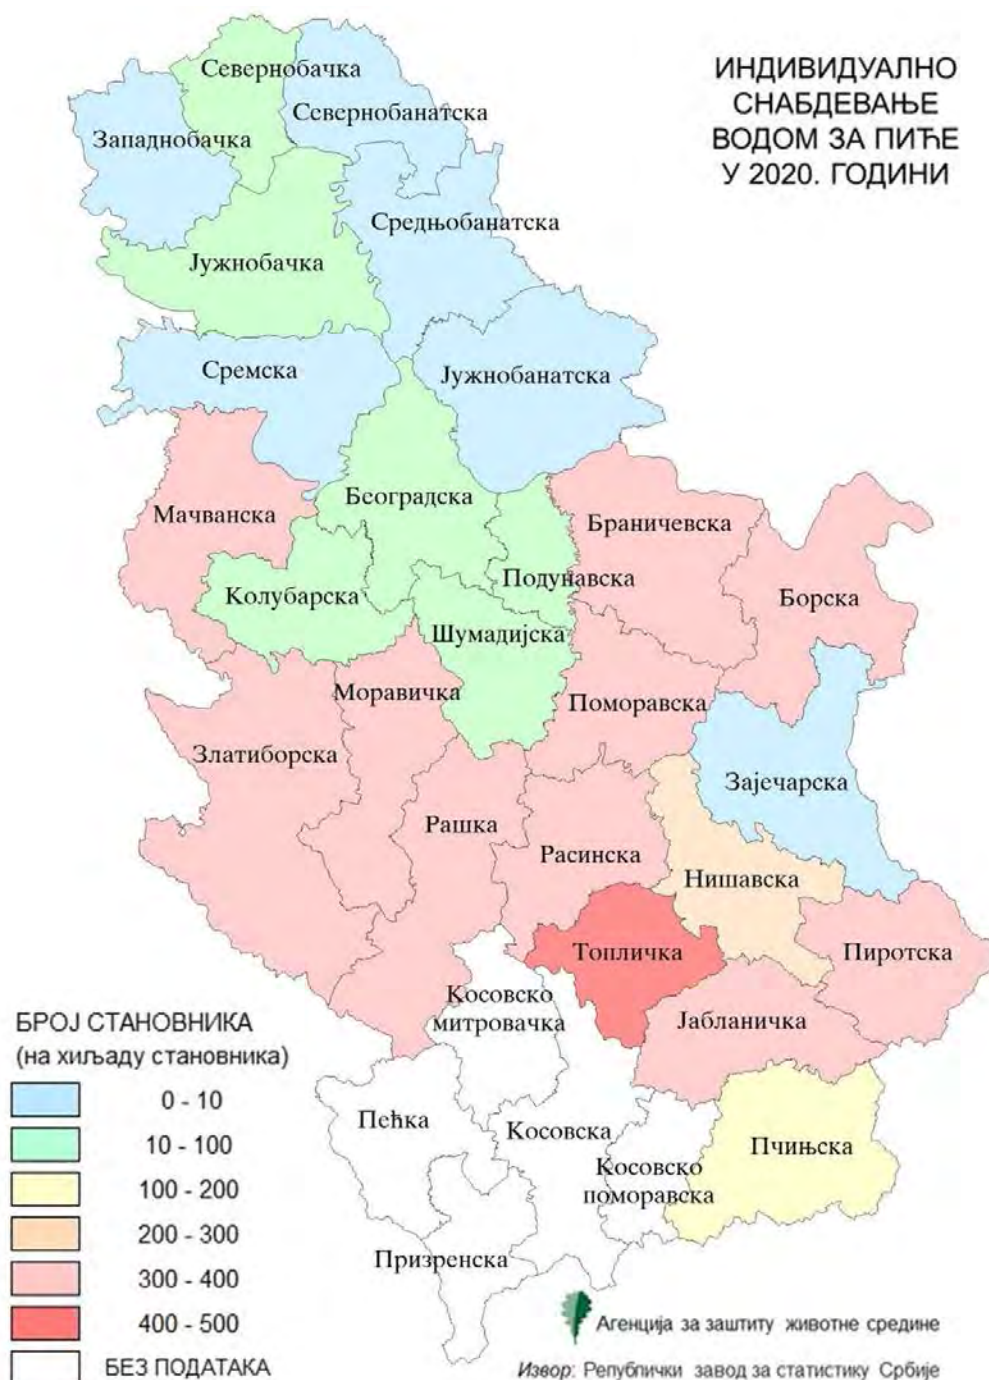 ИНДИВИДУАЛНО
СНАБДЕВАЊЕ
ВОДОМ ЗА ПИЋЕ
У 2020. ГОДИНИ
Севернобачка
Севернобанатска
Западнобачка
Средњобанатска
Јужнобачка
Сремска
Јужнобанатска
Београдска
Мачванска
Браничевска
Подунавска
Колубарска
Борска
Шумадијска
Моравичка
Поморавска
Златиборска
Зајечарска
Рашка
Расинска
Нишавска
Топличка
Пиротска
Косовско
митровачка
Јабланичка
Пећка
Косовска
Косовско
поморавска
Пчињска
Призренска
БРОЈ СТАНОВНИКА
(на хиљаду становника)
0 - 10
10 - 100
100 - 200
200 - 300
300 - 400
400 - 500
БЕЗ ПОДАТАКА
Агенција за заштиту животне средине
Извор: Републички завод за статистику Србије